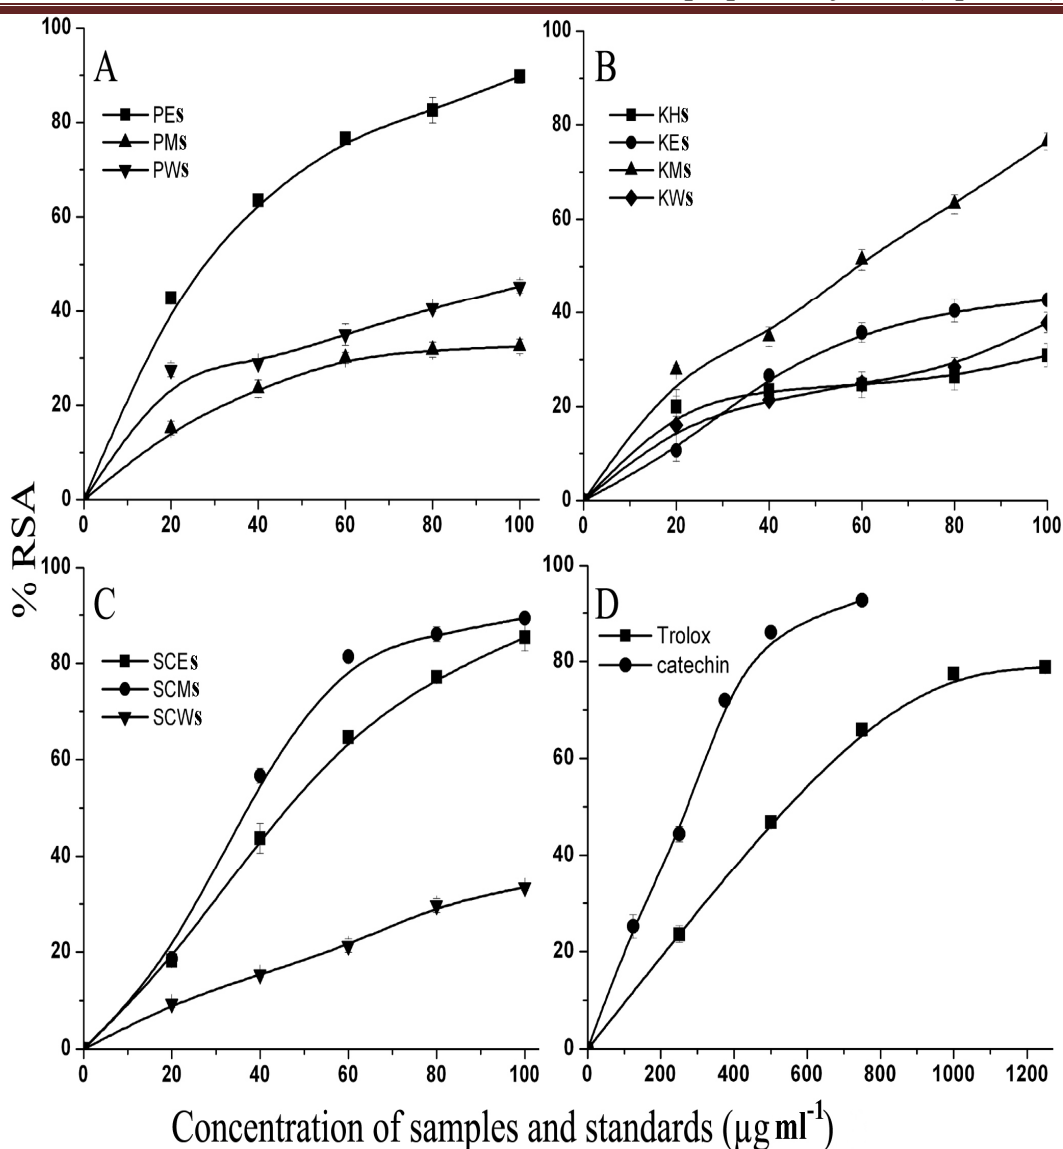 A
PEs
PMs
PWs
100
80
60
40
20
0
0 20 40 60 80 100
B
KHs
KEs
KMs
KWs
100
80
60
40
20
0
0 20 40 60 80 100
% RSA
C
SCEs
SCMs
SCWs
100
80
60
40
20
0
0 20 40 60 80 100
D
Trolox
catechin
100
80
60
40
20
0
0 200 400 600 800 1000 1200
Concentration of samples and standards (µg ml-1)